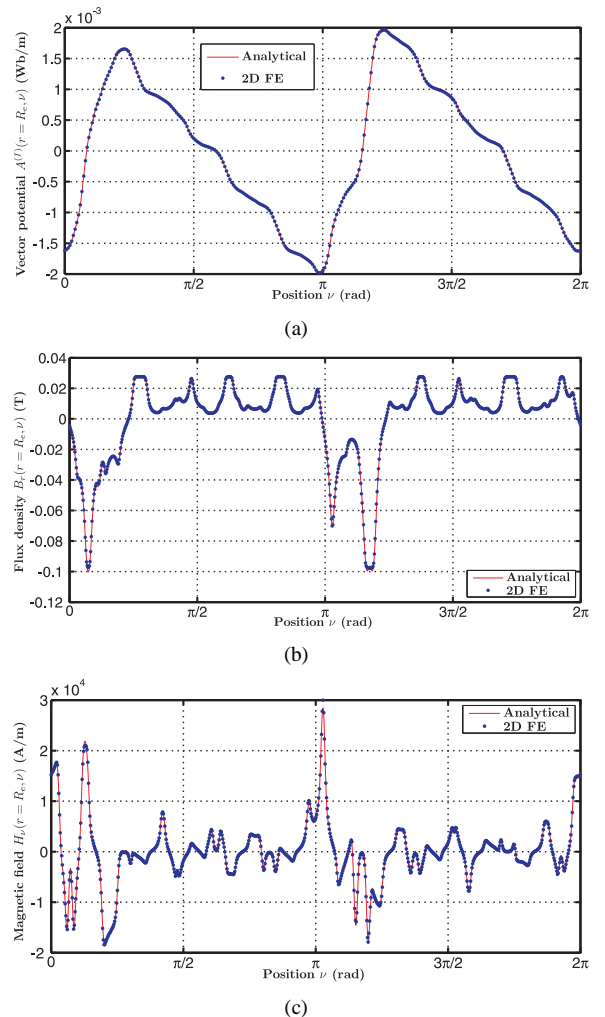 x 10⁻³
2
1.5
1
0.5
0
-0.5
-1
-1.5
-2
Vector potential A^(I)(r = R_e, ν) (Wb/m)
Analytical
2D FE
0 π/2 π 3π/2 2π
Position ν (rad)
(a)
0.04
0.02
0
-0.02
-0.04
-0.06
-0.08
-0.1
-0.12
Flux density B_r(r = R_e, ν) (T)
Analytical
2D FE
0 π/2 π 3π/2 2π
Position ν (rad)
(b)
x 10⁴
3
2
1
0
-1
-2
Magnetic field H_ν(r = R_e, ν) (A/m)
Analytical
2D FE
0 π/2 π 3π/2 2π
Position ν (rad)
(c)